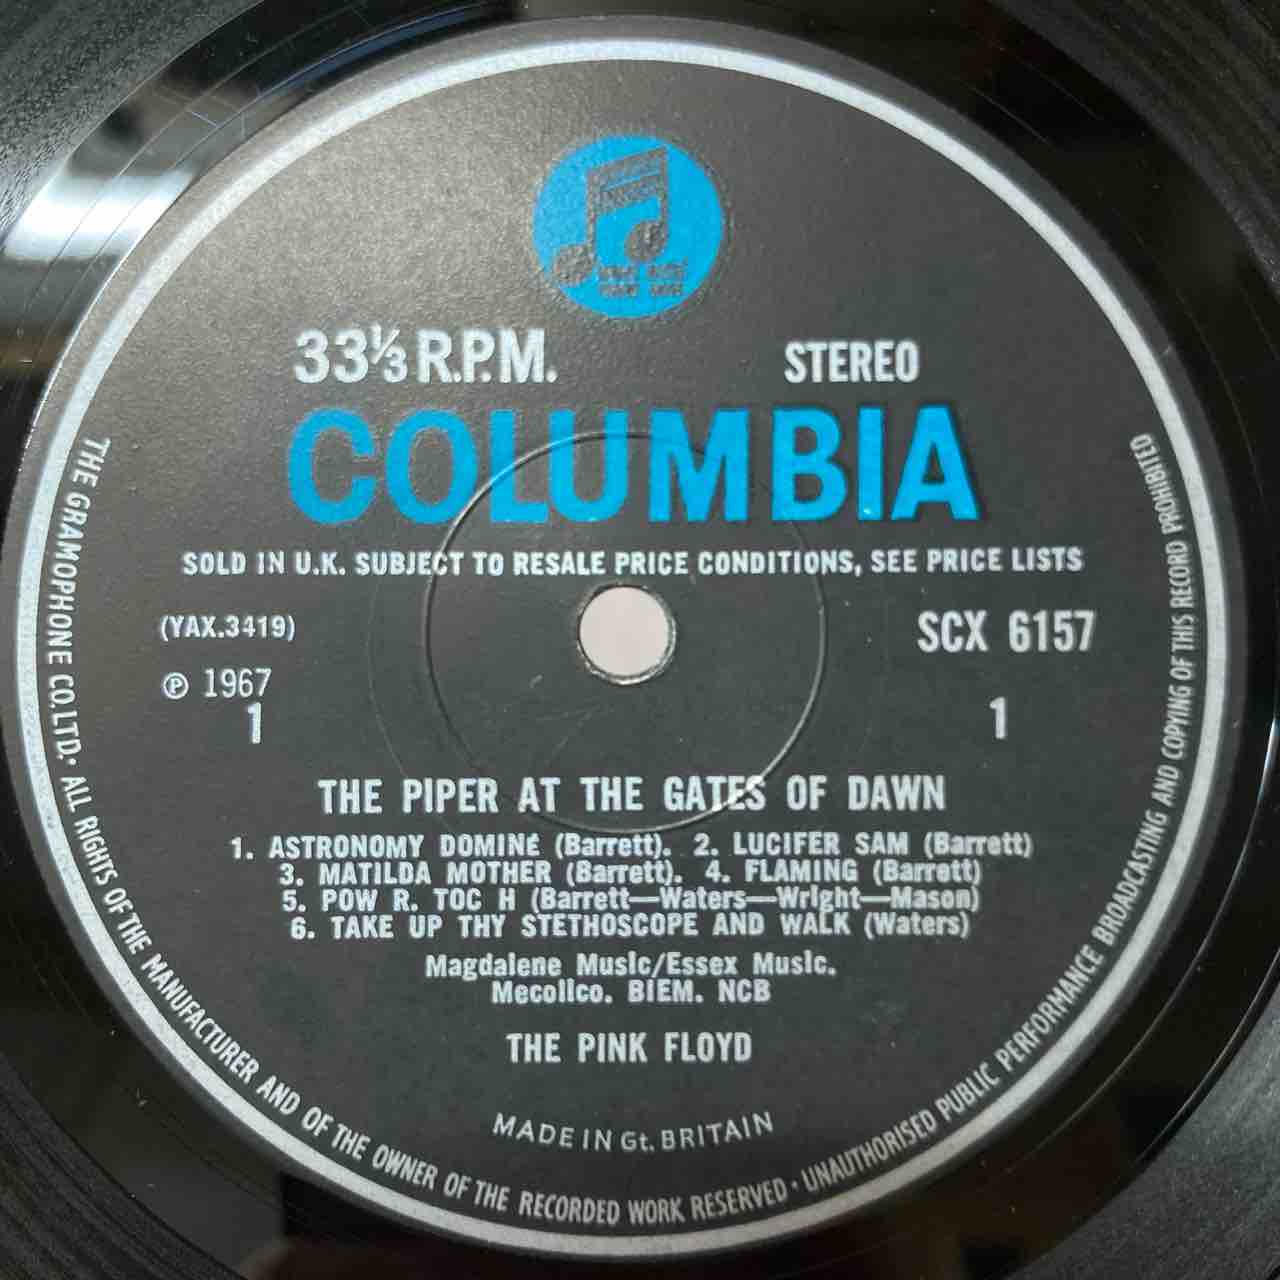 33⅓ R.P.M.
STEREO
COLUMBIA
SOLD IN U.K. SUBJECT TO RESALE PRICE CONDITIONS, SEE PRICE LISTS
(YAX.3419)
SCX 6157
℗ 1967
1
1
THE PIPER AT THE GATES OF DAWN
1. ASTRONOMY DOMINÉ (Barrett). 2. LUCIFER SAM (Barrett)
3. MATILDA MOTHER (Barrett). 4. FLAMING (Barrett)
5. POW R. TOC H (Barrett—Waters—Wright—Mason)
6. TAKE UP THY STETHOSCOPE AND WALK (Waters)
Magdalene Music/Essex Music.
Mecolico. BIEM. NCB
THE PINK FLOYD
MADE IN Gt. BRITAIN
THE GRAMOPHONE CO. LTD. · ALL RIGHTS OF THE MANUFACTURER AND OF THE OWNER OF THE RECORDED WORK RESERVED · UNAUTHORISED PUBLIC PERFORMANCE BROADCASTING AND COPYING OF THIS RECORD PROHIBITED